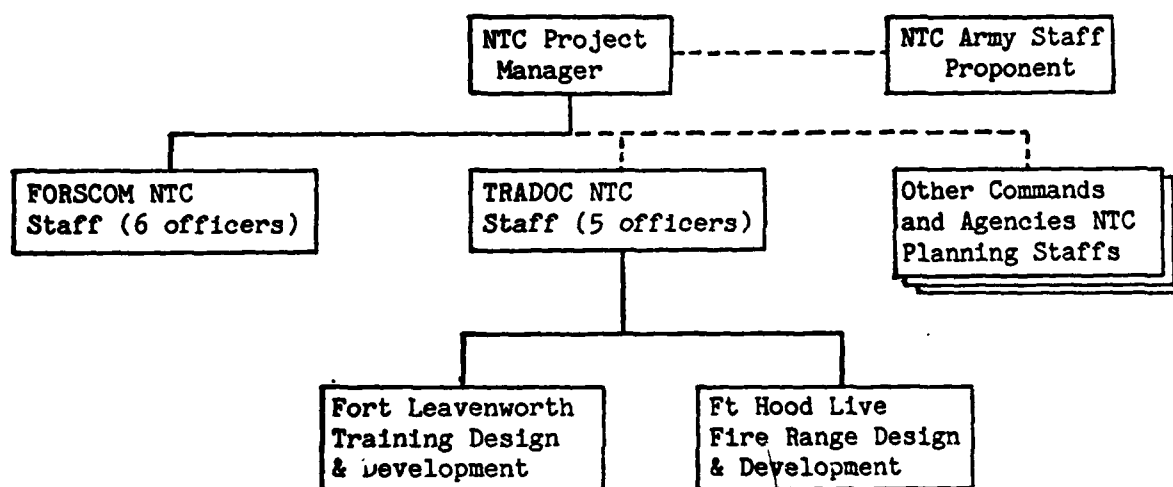 NTC Project
Manager
NTC Army Staff
Proponent
FORSCOM NTC
Staff (6 officers)
TRADOC NTC
Staff (5 officers)
Other Commands
and Agencies NTC
Planning Staffs
Fort Leavenworth
Training Design
& Development
Ft Hood Live
Fire Range Design
& Development